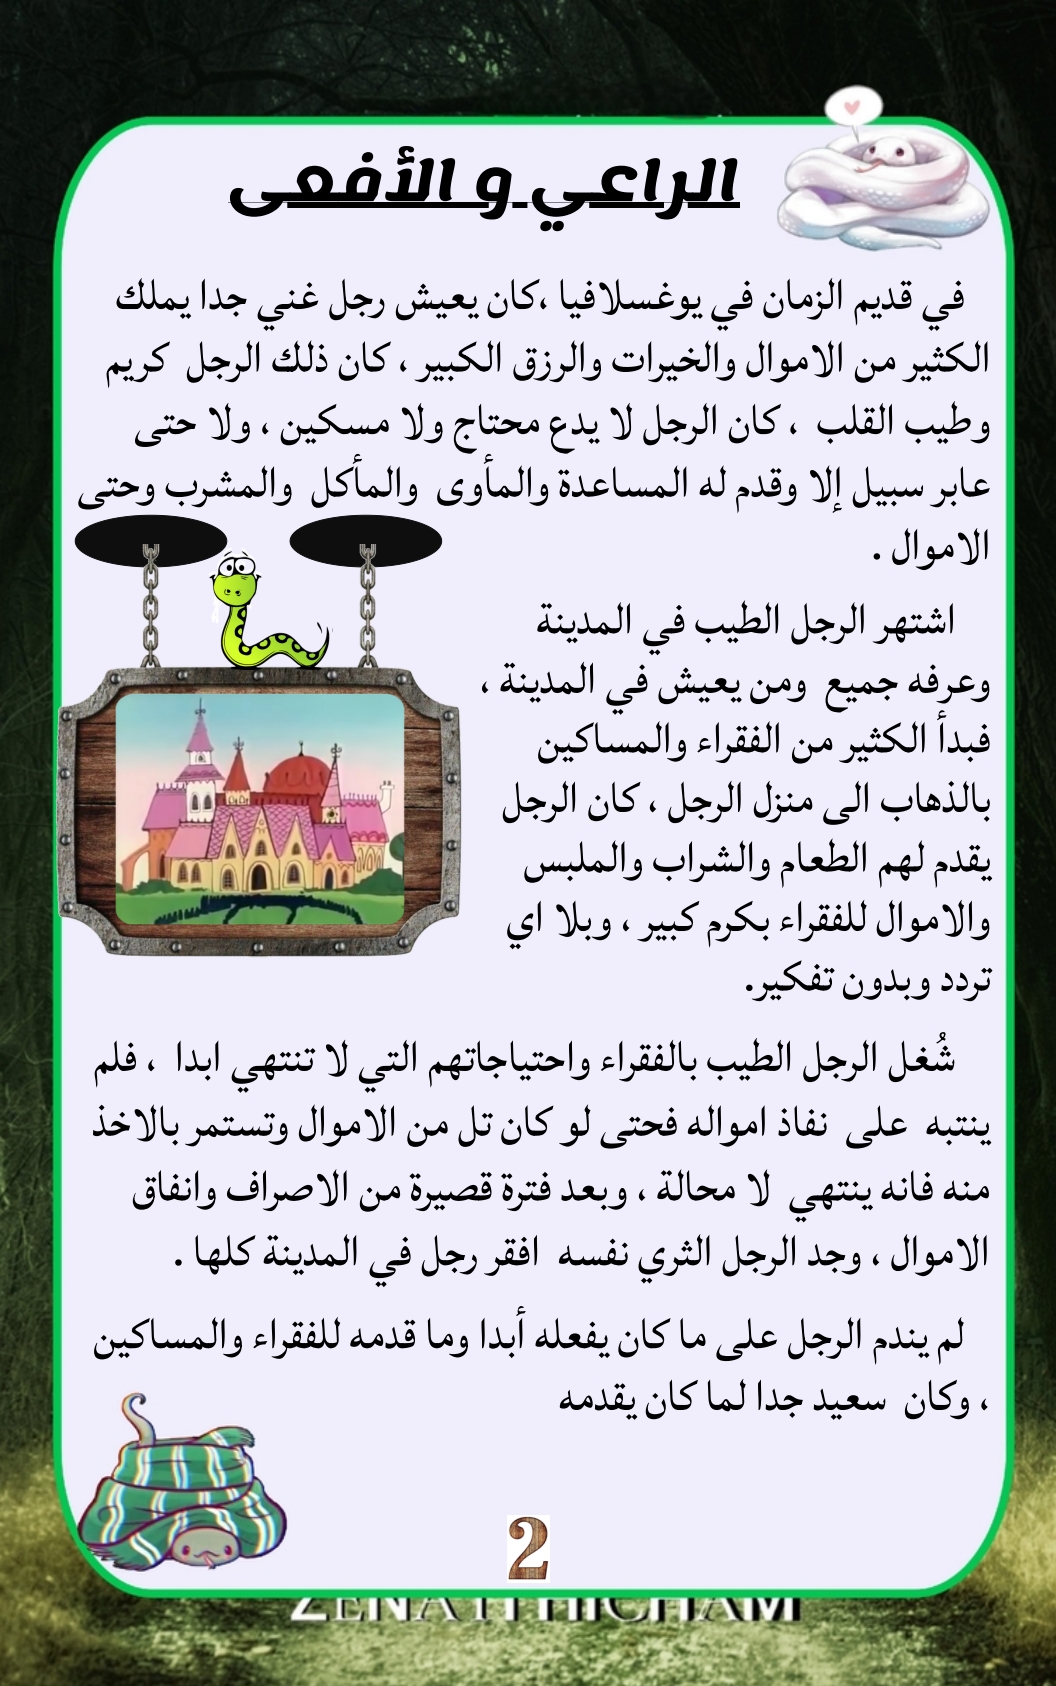 الراعي و الأفعى
في قديم الزمان في يوغسلافيا ،كان يعيش رجل غني جدا يملك
الكثير من الاموال والخيرات والرزق الكبير ، كان ذلك الرجل كريم
وطيب القلب ، كان الرجل لا يدع محتاج ولا مسكين ، ولا حتى
عابر سبيل إلا وقدم له المساعدة والمأوى والمأكل والمشرب وحتى
الاموال .
اشتهر الرجل الطيب في المدينة
وعرفه جميع ومن يعيش في المدينة ،
فبدأ الكثير من الفقراء والمساكين
بالذهاب الى منزل الرجل ، كان الرجل
يقدم لهم الطعام والشراب والملبس
والاموال للفقراء بكرم كبير ، وبلا اي
تردد وبدون تفكير.
شُغل الرجل الطيب بالفقراء واحتياجاتهم التي لا تنتهي ابدا ، فلم
ينتبه على نفاذ امواله فحتى لو كان تل من الاموال وتستمر بالاخذ
منه فانه ينتهي لا محالة ، وبعد فترة قصيرة من الاصراف وانفاق
الاموال ، وجد الرجل الثري نفسه افقر رجل في المدينة كلها .
لم يندم الرجل على ما كان يفعله أبدا وما قدمه للفقراء والمساكين
، وكان سعيد جدا لما كان يقدمه
2
ZENATI HICHAM